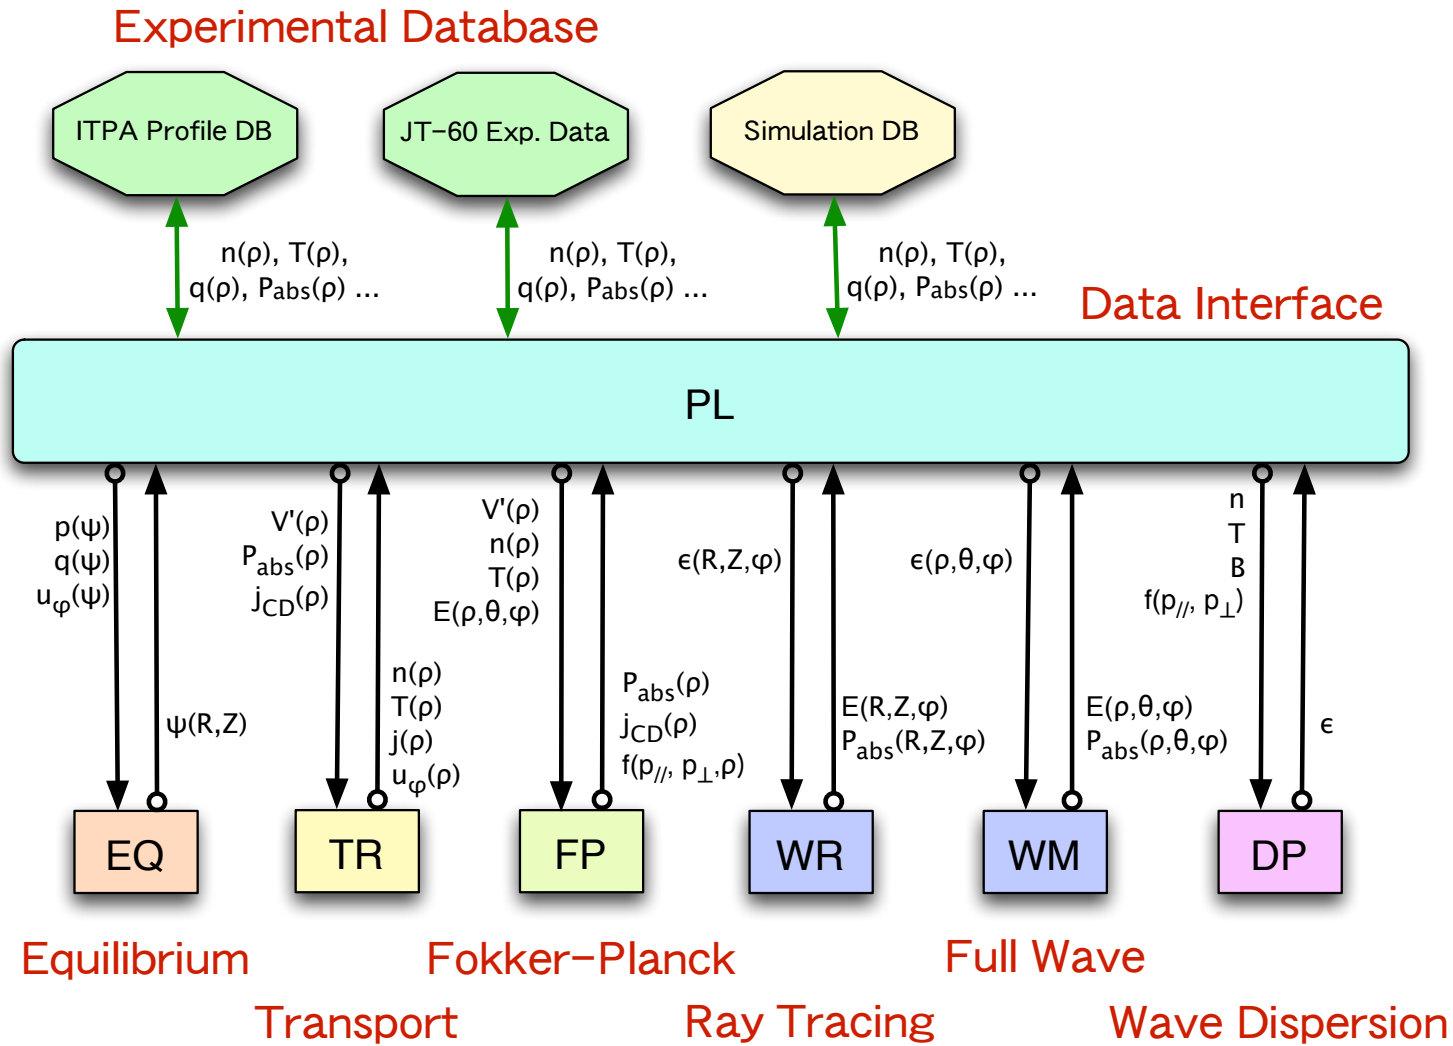 Experimental Database
ITPA Profile DB
JT-60 Exp. Data
Simulation DB
n(ρ), T(ρ),
q(ρ), Pabs(ρ) ...
n(ρ), T(ρ),
q(ρ), Pabs(ρ) ...
n(ρ), T(ρ),
q(ρ), Pabs(ρ) ...
Data Interface
PL
p(ψ)
q(ψ)
uφ(ψ)
ψ(R,Z)
V'(ρ)
Pabs(ρ)
jCD(ρ)
n(ρ)
T(ρ)
j(ρ)
uφ(ρ)
V'(ρ)
n(ρ)
T(ρ)
E(ρ,θ,φ)
Pabs(ρ)
jCD(ρ)
f(p//, p⊥,ρ)
ϵ(R,Z,φ)
E(R,Z,φ)
Pabs(R,Z,φ)
ϵ(ρ,θ,φ)
E(ρ,θ,φ)
Pabs(ρ,θ,φ)
n
T
B
f(p//, p⊥)
ϵ
EQ
TR
FP
WR
WM
DP
Equilibrium
Transport
Fokker-Planck
Ray Tracing
Full Wave
Wave Dispersion